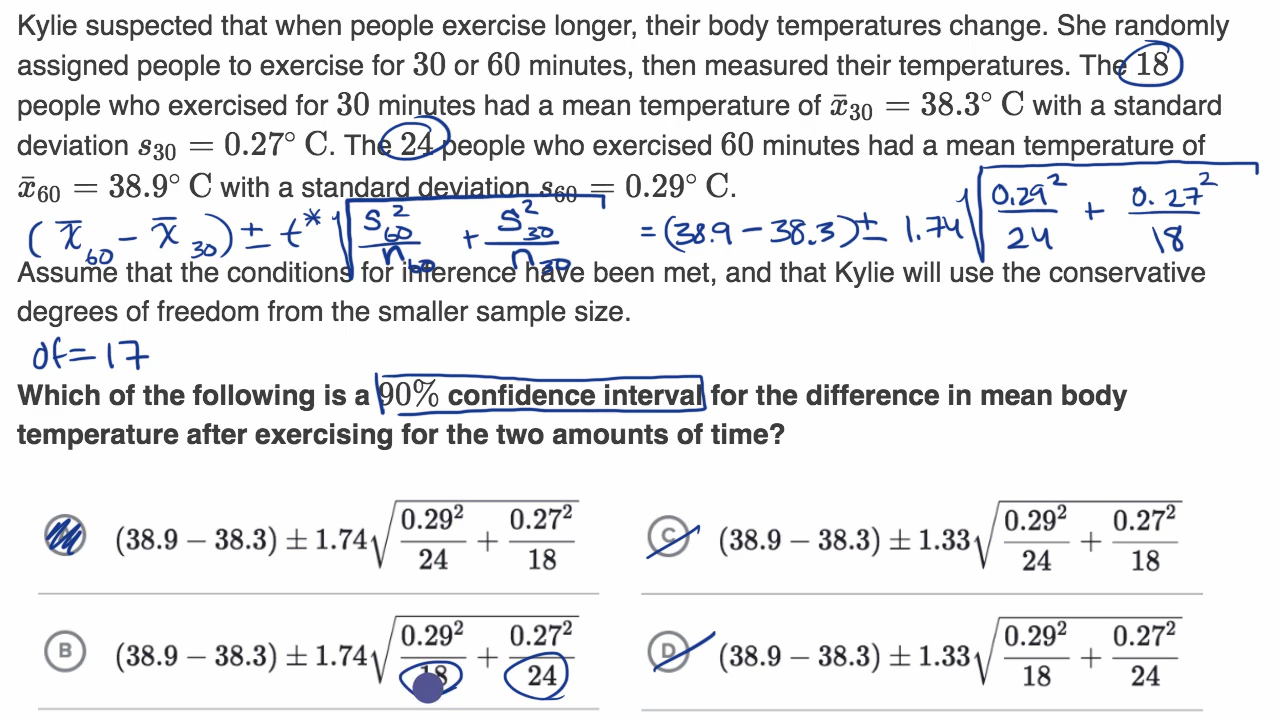 Kylie suspected that when people exercise longer, their body temperatures change. She randomly
assigned people to exercise for 30 or 60 minutes, then measured their temperatures. The 18
people who exercised for 30 minutes had a mean temperature of x̄₃₀ = 38.3° C with a standard
deviation s₃₀ = 0.27° C. The 24 people who exercised 60 minutes had a mean temperature of
x̄₆₀ = 38.9° C with a standard deviation s₆₀ = 0.29° C.
(x̄₆₀ − x̄₃₀) ± t* √(s₆₀²/n₆₀ + s₃₀²/n₃₀) = (38.9 − 38.3) ± 1.74 √(0.29²/24 + 0.27²/18)
Assume that the conditions for inference have been met, and that Kylie will use the conservative
degrees of freedom from the smaller sample size.
df = 17
Which of the following is a 90% confidence interval for the difference in mean body
temperature after exercising for the two amounts of time?
(38.9 − 38.3) ± 1.74 √(0.29²/24 + 0.27²/18)
B (38.9 − 38.3) ± 1.74 √(0.29²/18 + 0.27²/24)
C (38.9 − 38.3) ± 1.33 √(0.29²/24 + 0.27²/18)
D (38.9 − 38.3) ± 1.33 √(0.29²/18 + 0.27²/24)